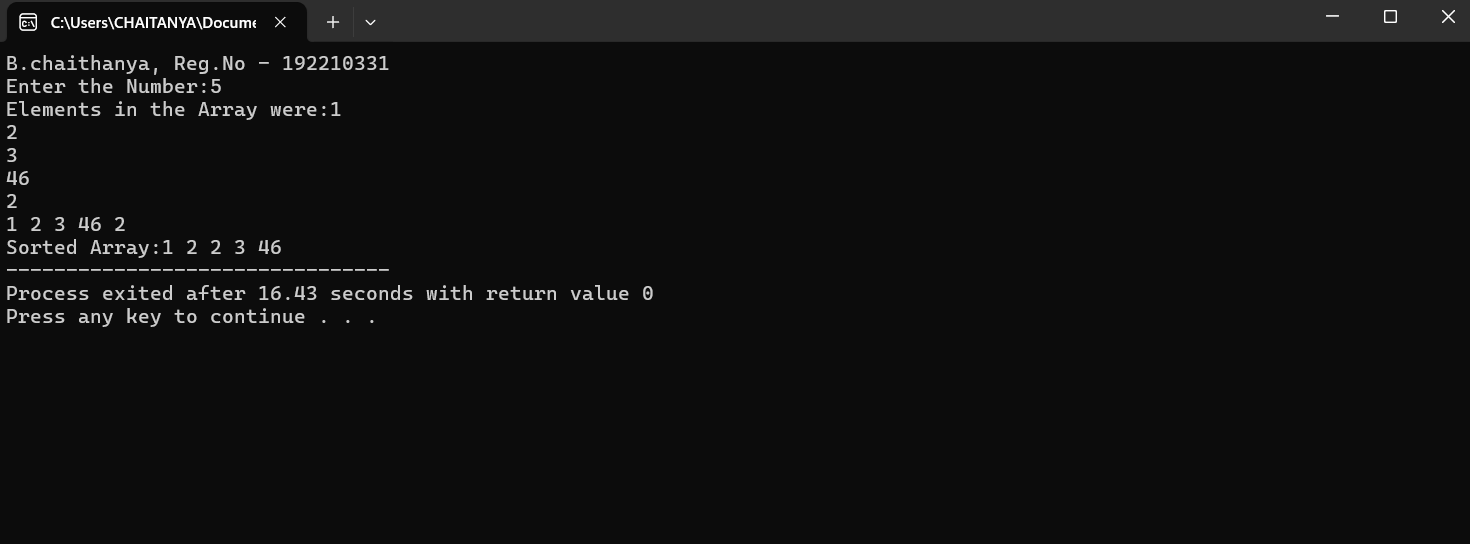 C:\Users\CHAITANYA\Docume
B.chaithanya, Reg.No - 192210331
Enter the Number:5
Elements in the Array were:1
2
3
46
2
1 2 3 46 2
Sorted Array:1 2 2 3 46
--------------------------------
Process exited after 16.43 seconds with return value 0
Press any key to continue . . .